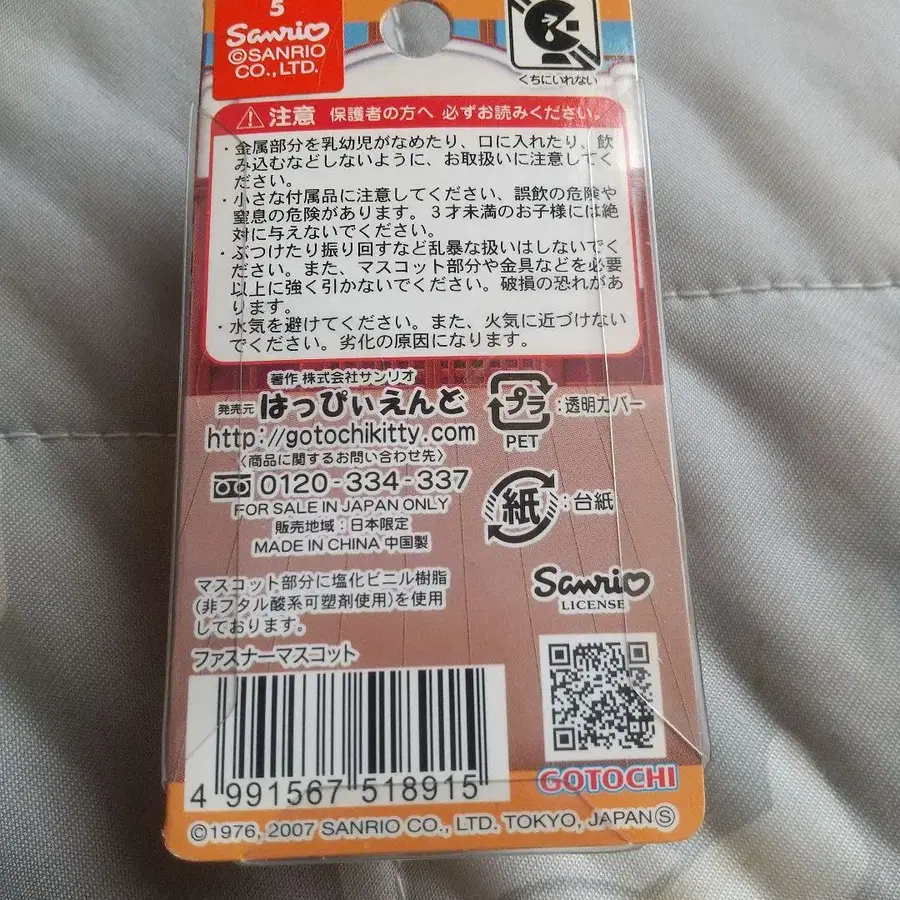 5
Sanrio
©SANRIO
CO., LTD.
くちにいれない
注意 保護者の方へ 必ずお読みください。
・金属部分を乳幼児がなめたり、口に入れたり、飲
み込むなどしないように、お取扱いに注意してく
ださい。
・小さな付属品に注意してください、誤飲の危険や
窒息の危険があります。3才未満のお子様には絶
対に与えないでください。
・ぶつけたり振り回すなど乱暴な扱いはしないでく
ださい。また、マスコット部分や金具などを必要
以上に強く引かないでください。破損の恐れがあ
ります。
・水気を避けてください。また、火気に近づけない
でください。劣化の原因になります。
著作 株式会社サンリオ
発売元 はっぴぃえんど
http://gotochikitty.com
〈商品に関するお問い合わせ先〉
0120-334-337
FOR SALE IN JAPAN ONLY
販売地域：日本限定
MADE IN CHINA 中国製
プラ：透明カバー
PET
紙：台紙
マスコット部分に塩化ビニル樹脂
(非フタル酸系可塑剤使用)を使用
しております。
Sanrio
LICENSE
ファスナーマスコット
4 991567 518915
GOTOCHI
©1976, 2007 SANRIO CO., LTD. TOKYO, JAPAN Ⓢ